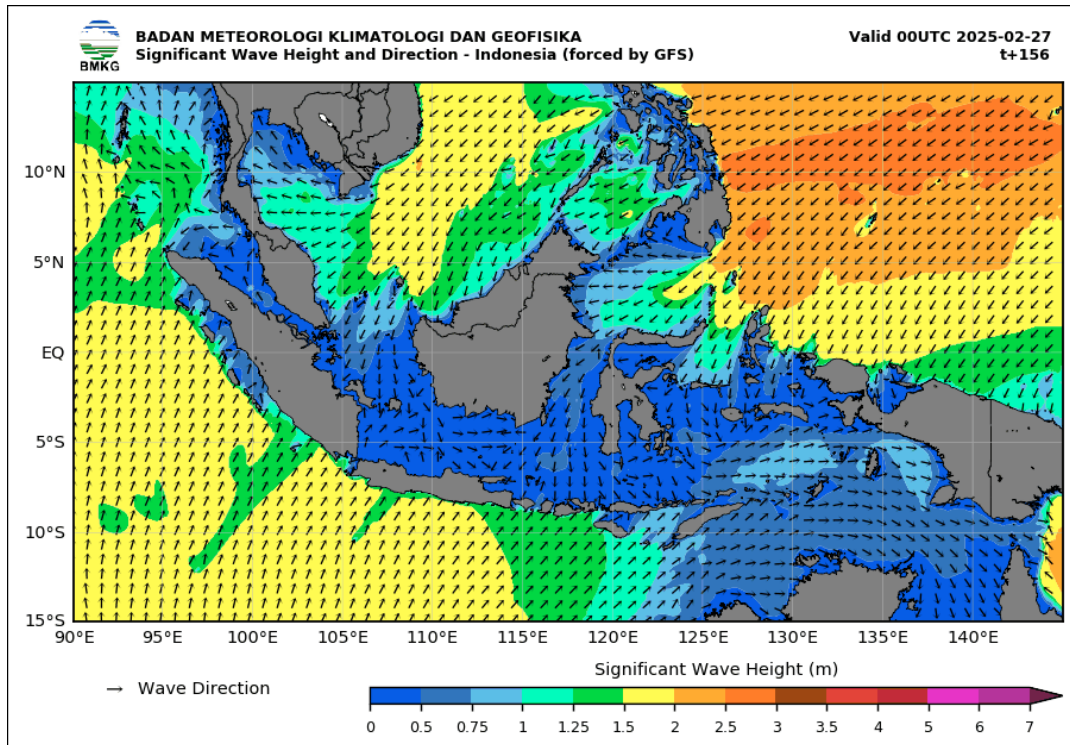 BADAN METEOROLOGI KLIMATOLOGI DAN GEOFISIKA
Significant Wave Height and Direction - Indonesia (forced by GFS)
Valid 00UTC 2025-02-27
t+156
BMKG
10°N
5°N
EQ
5°S
10°S
15°S
90°E 95°E 100°E 105°E 110°E 115°E 120°E 125°E 130°E 135°E 140°E
Wave Direction
Significant Wave Height (m)
0 0.5 0.75 1 1.25 1.5 2 2.5 3 3.5 4 5 6 7